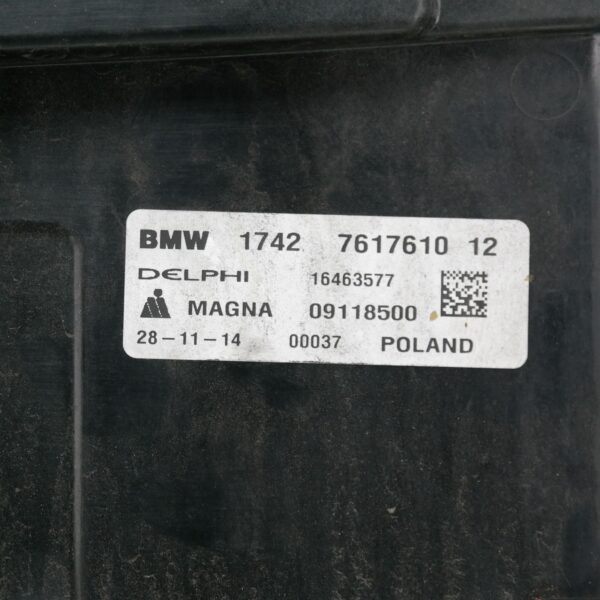 BMW 1742 7617610 12
DELPHI 16463577
MAGNA 09118500
28-11-14 00037 POLAND